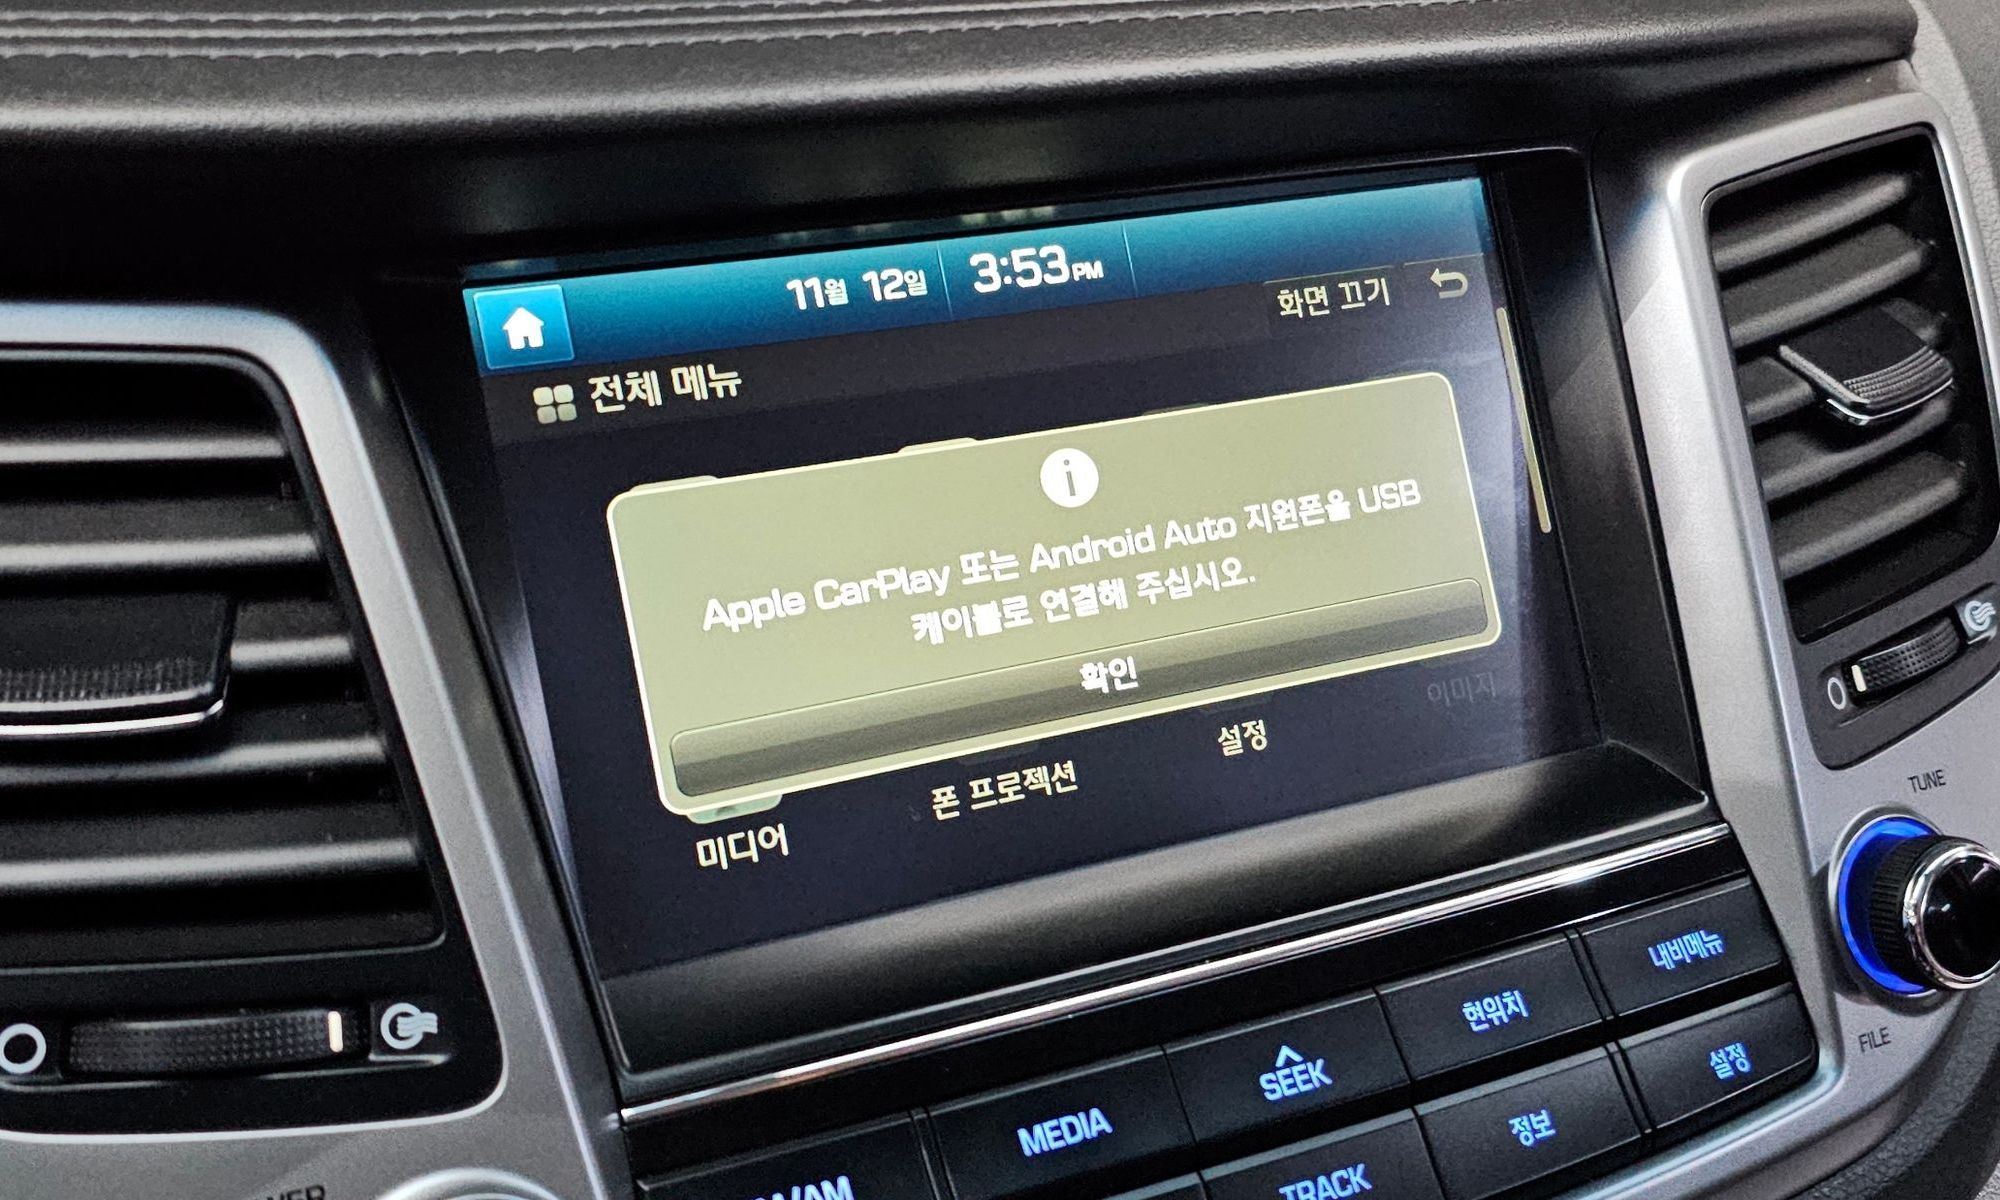 11월 12일 3:53PM
화면 끄기
전체 메뉴
i
Apple CarPlay 또는 Android Auto 지원폰을 USB
케이블로 연결해 주십시오.
확인
미디어 폰 프로젝션 설정 이미지
TUNE
FILE
MEDIA
SEEK
현위치
내비메뉴
TRACK
정보
설정